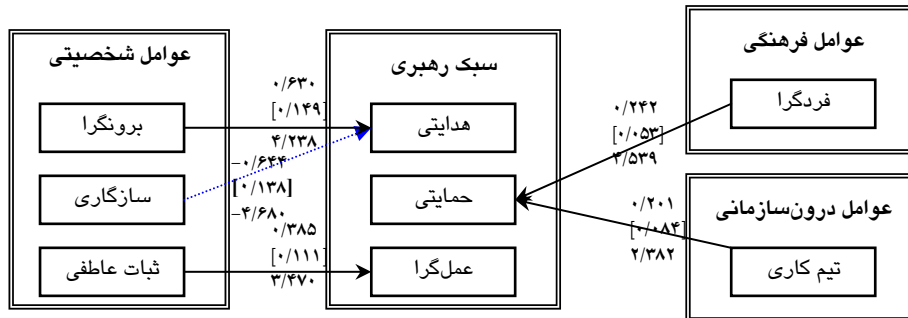 عوامل فرهنگی
فردگرا
سبک رهبری
عوامل شخصیتی
هدایتی
حمایتی
عمل‌گرا
برونگرا
سازگاری
ثبات عاطفی
عوامل درون‌سازمانی
تیم کاری
۰/۲۴۲
[۰/۰۵۳]
۴/۵۳۹
۰/۲۰۱
[۰/۰۸۴]
۲/۳۸۲
۰/۶۳۰
[۰/۱۴۹]
۴/۲۳۸
−۰/۶۴۴
[۰/۱۳۸]
−۴/۶۸۰
۰/۳۸۵
[۰/۱۱۱]
۳/۴۷۰